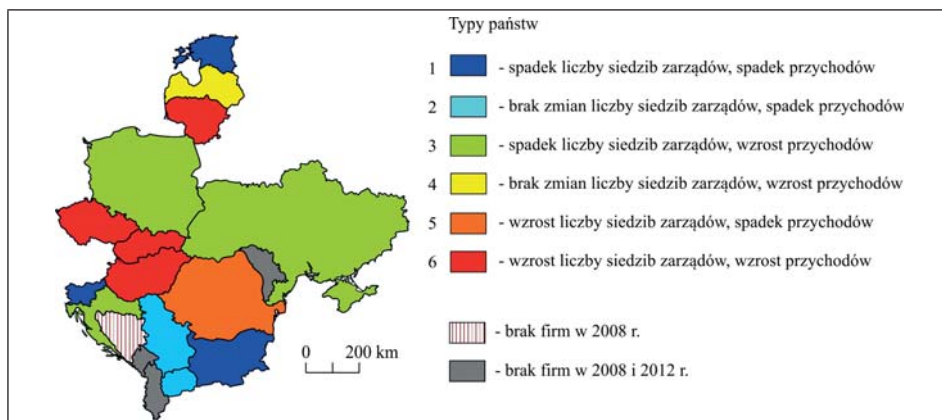 Typy państw
1 - spadek liczby siedzib zarządów, spadek przychodów
2 - brak zmian liczby siedzib zarządów, spadek przychodów
3 - spadek liczby siedzib zarządów, wzrost przychodów
4 - brak zmian liczby siedzib zarządów, wzrost przychodów
5 - wzrost liczby siedzib zarządów, spadek przychodów
6 - wzrost liczby siedzib zarządów, wzrost przychodów
- brak firm w 2008 r.
- brak firm w 2008 i 2012 r.
0 200 km